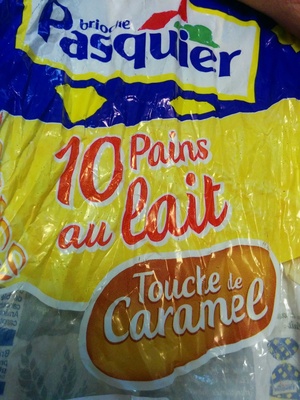 brioche
Pasquier
10 Pains
au lait
Touche de
Caramel